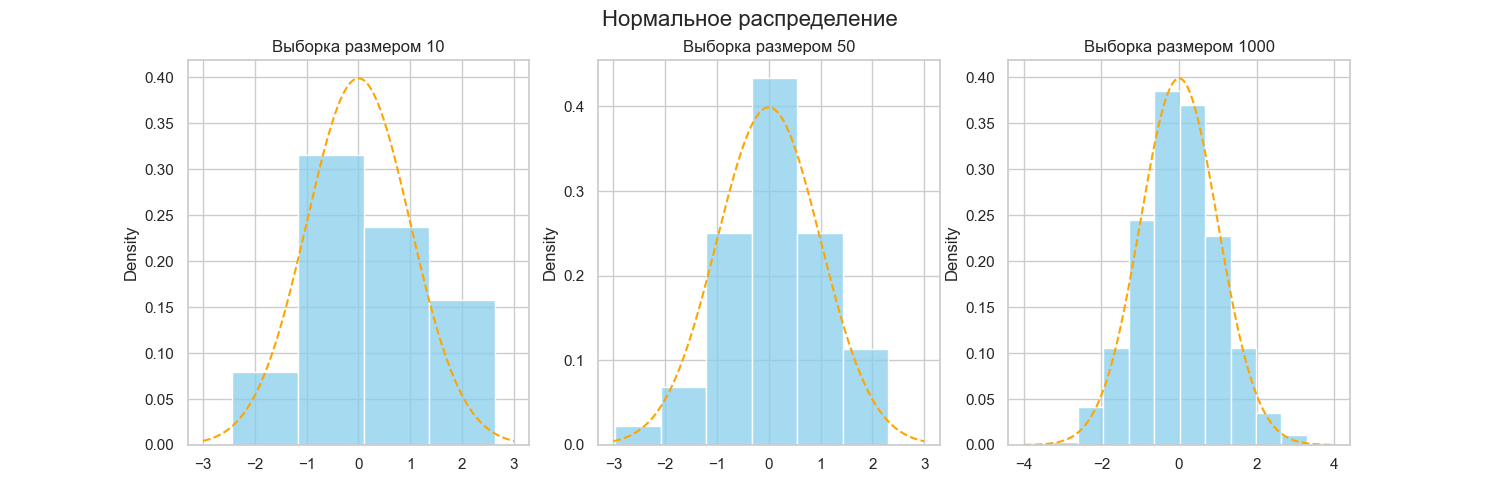 Нормальное распределение
Выборка размером 10
Density
0.40
0.35
0.30
0.25
0.20
0.15
0.10
0.05
0.00
−3 −2 −1 0 1 2 3
Выборка размером 50
Density
0.4
0.3
0.2
0.1
0.0
−3 −2 −1 0 1 2 3
Выборка размером 1000
Density
0.40
0.35
0.30
0.25
0.20
0.15
0.10
0.05
0.00
−4 −2 0 2 4